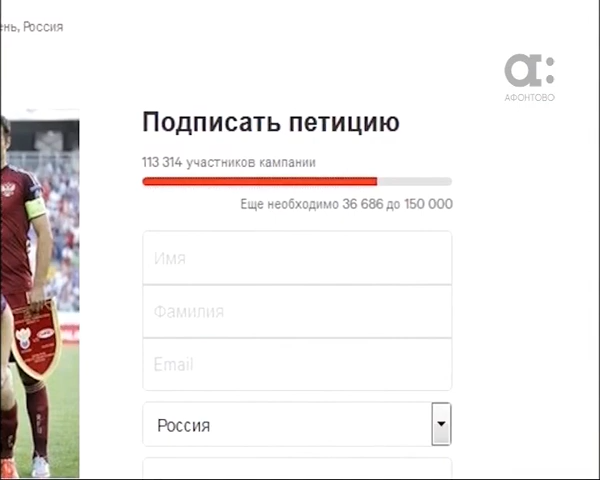 ень, Россия
a:
АФОНТОВО
Подписать петицию
113 314 участников кампании
Еще необходимо 36 686 до 150 000
Имя
Фамилия
Email
Россия